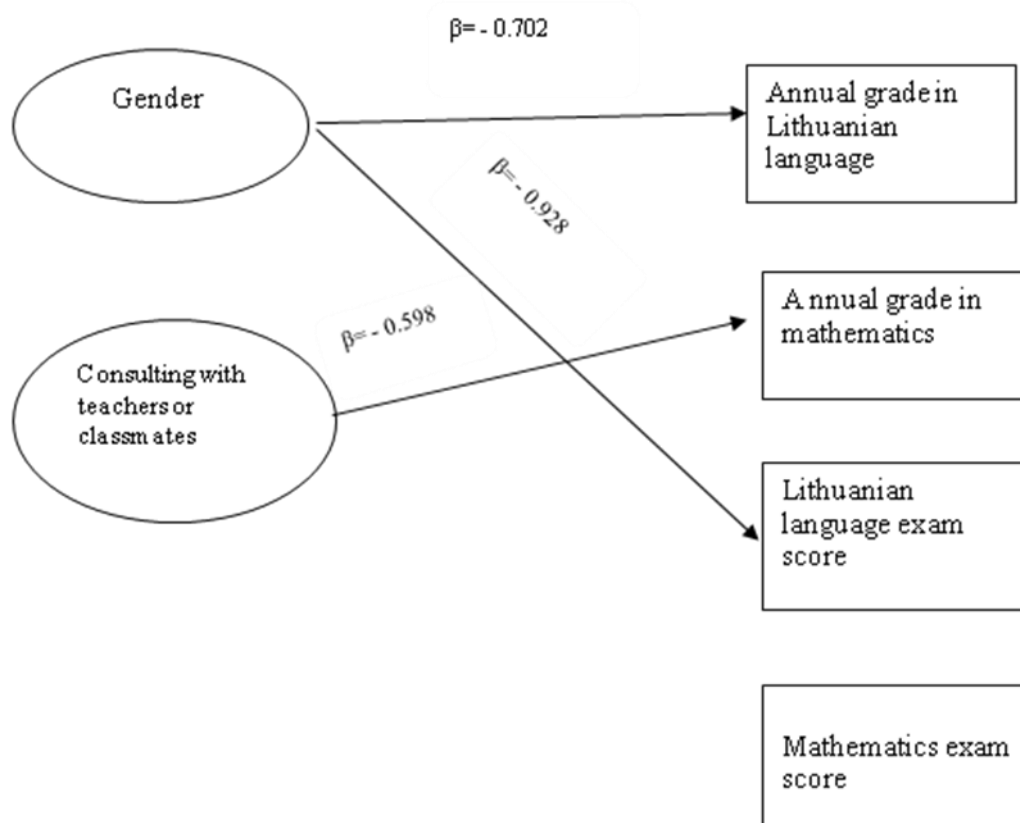 β= - 0.702
Gender
Annual grade in
Lithuanian
language
β= - 0.928
Annual grade in
mathematics
β= - 0.598
Consulting with
teachers or
classmates
Lithuanian
language exam
score
Mathematics exam
score